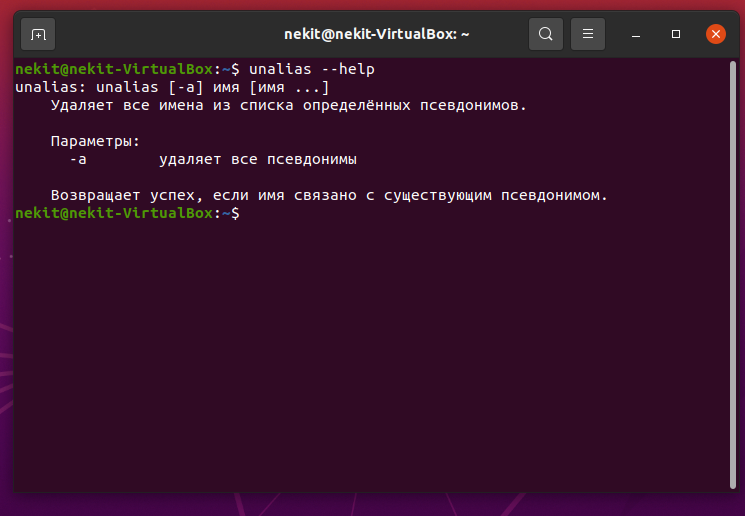 nekit@nekit-VirtualBox: ~
nekit@nekit-VirtualBox:~$ unalias --help
unalias: unalias [-a] имя [имя ...]
    Удаляет все имена из списка определённых псевдонимов.

    Параметры:
      -a        удаляет все псевдонимы

    Возвращает успех, если имя связано с существующим псевдонимом.
nekit@nekit-VirtualBox:~$